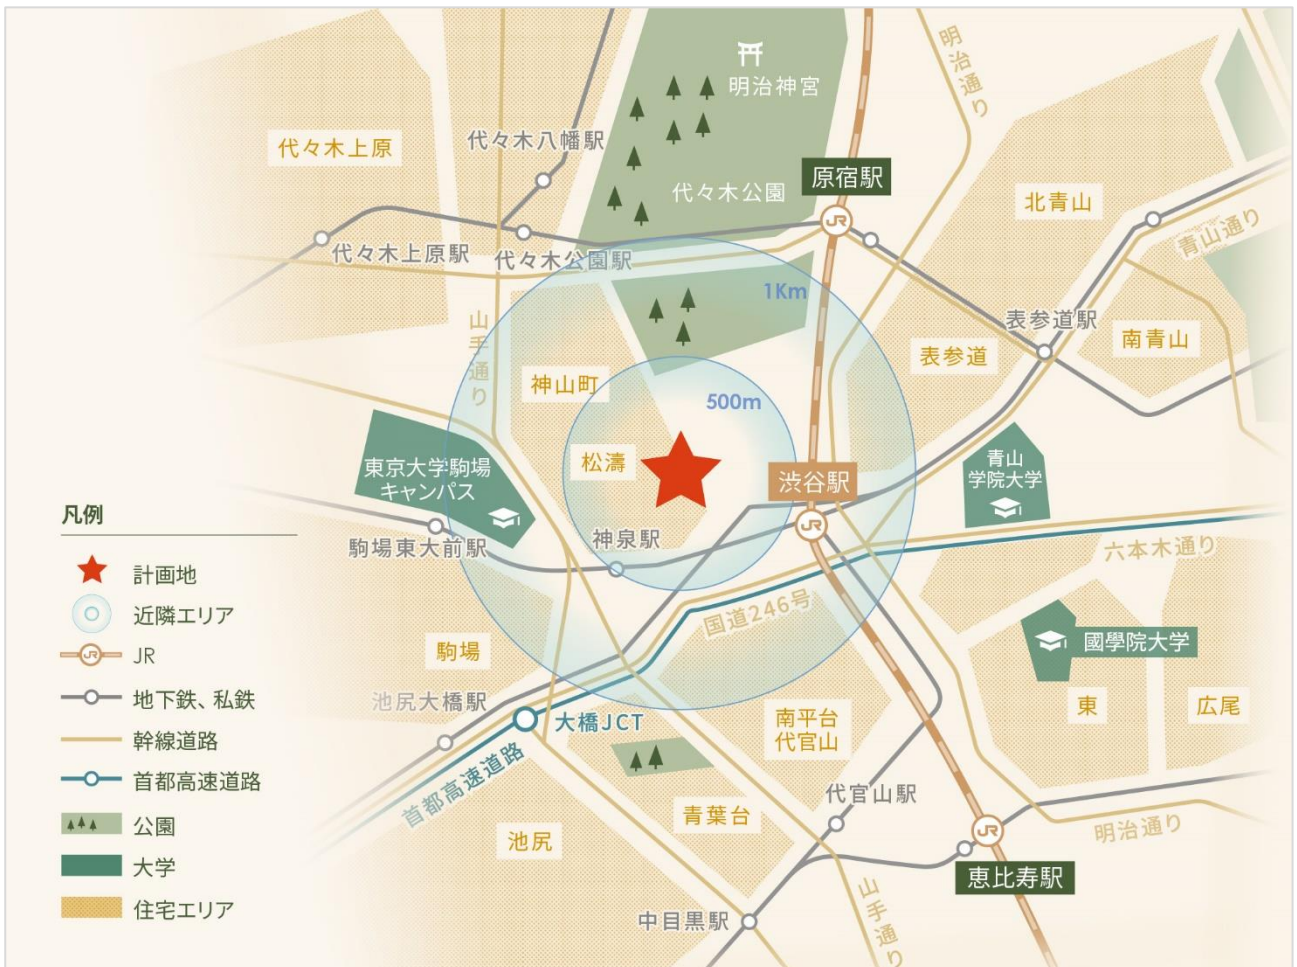 明治神宮
明治通り
代々木上原
代々木八幡駅
代々木公園
原宿駅
JR
北青山
青山通り
代々木上原駅
代々木公園駅
1Km
山手通り
表参道駅
南青山
表参道
神山町
500m
松濤
渋谷駅
JR
東京大学駒場
キャンパス
青山
学院大学
駒場東大前駅
神泉駅
六本木通り
国道246号
駒場
國學院大学
池尻大橋駅
大橋JCT
南平台
代官山
東
広尾
首都高速道路
青葉台
代官山駅
池尻
JR
明治通り
恵比寿駅
中目黒駅
山手通り
凡例
計画地
近隣エリア
JR
JR
地下鉄、私鉄
幹線道路
首都高速道路
公園
大学
住宅エリア